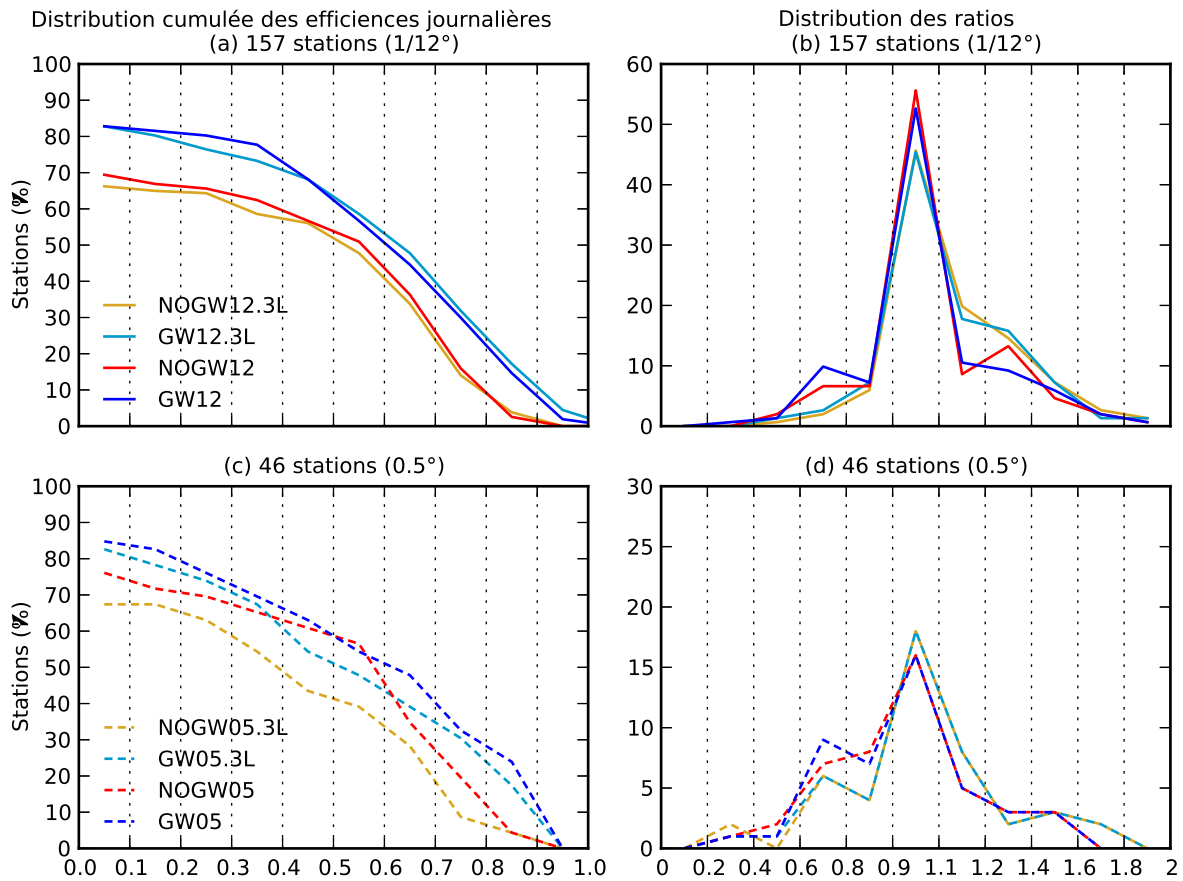 Distribution cumulée des efficiences journalières
(a) 157 stations (1/12°)
Distribution des ratios
(b) 157 stations (1/12°)
100
90
80
70
60
50
40
30
20
10
0
Stations (%)
NOGW12.3L
GW12.3L
NOGW12
GW12
60
50
40
30
20
10
0
(c) 46 stations (0.5°)
100
90
80
70
60
50
40
30
20
10
0
Stations (%)
NOGW05.3L
GW05.3L
NOGW05
GW05
0.0 0.1 0.2 0.3 0.4 0.5 0.6 0.7 0.8 0.9 1.0
(d) 46 stations (0.5°)
30
25
20
15
10
5
0
0 0.2 0.4 0.6 0.8 0.9 1.1 1.2 1.4 1.6 1.8 2